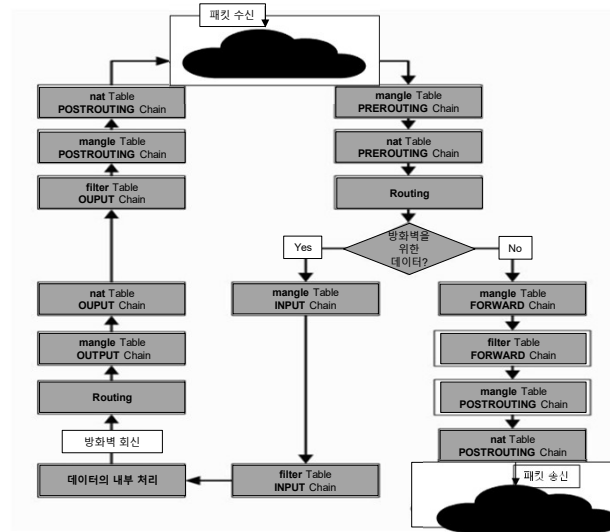 패킷 수신
nat Table
POSTROUTING Chain
mangle Table
POSTROUTING Chain
filter Table
OUPUT Chain
nat Table
OUPUT Chain
mangle Table
OUTPUT Chain
Routing
방화벽 회신
데이터의 내부 처리
mangle Table
PREROUTING Chain
nat Table
PREROUTING Chain
Routing
방화벽을
위한
데이터?
Yes
No
mangle Table
INPUT Chain
filter Table
INPUT Chain
mangle Table
FORWARD Chain
filter Table
FORWARD Chain
mangle Table
POSTROUTING Chain
nat Table
POSTROUTING Chain
패킷 송신